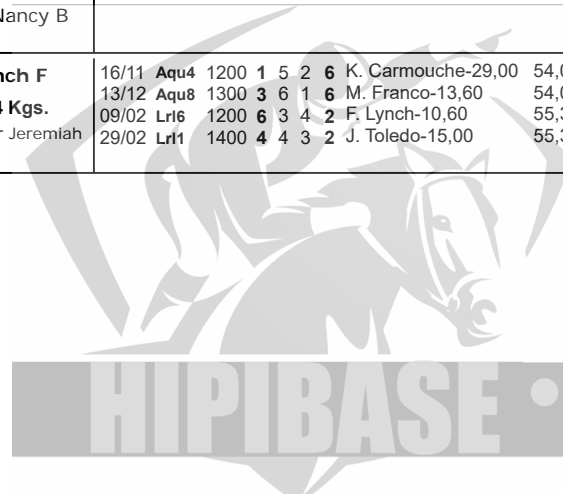 Nancy B
nch F
16/11 Aqu4 1200 1 5 2 6 K. Carmouche-29,00 54,0
13/12 Aqu8 1300 3 6 1 6 M. Franco-13,60 54,0
Kgs.
09/02 Lrl6 1200 6 3 4 2 F. Lynch-10,60 55,3
r Jeremiah
29/02 Lrl1 1400 4 4 3 2 J. Toledo-15,00 55,3
HIPIBASE